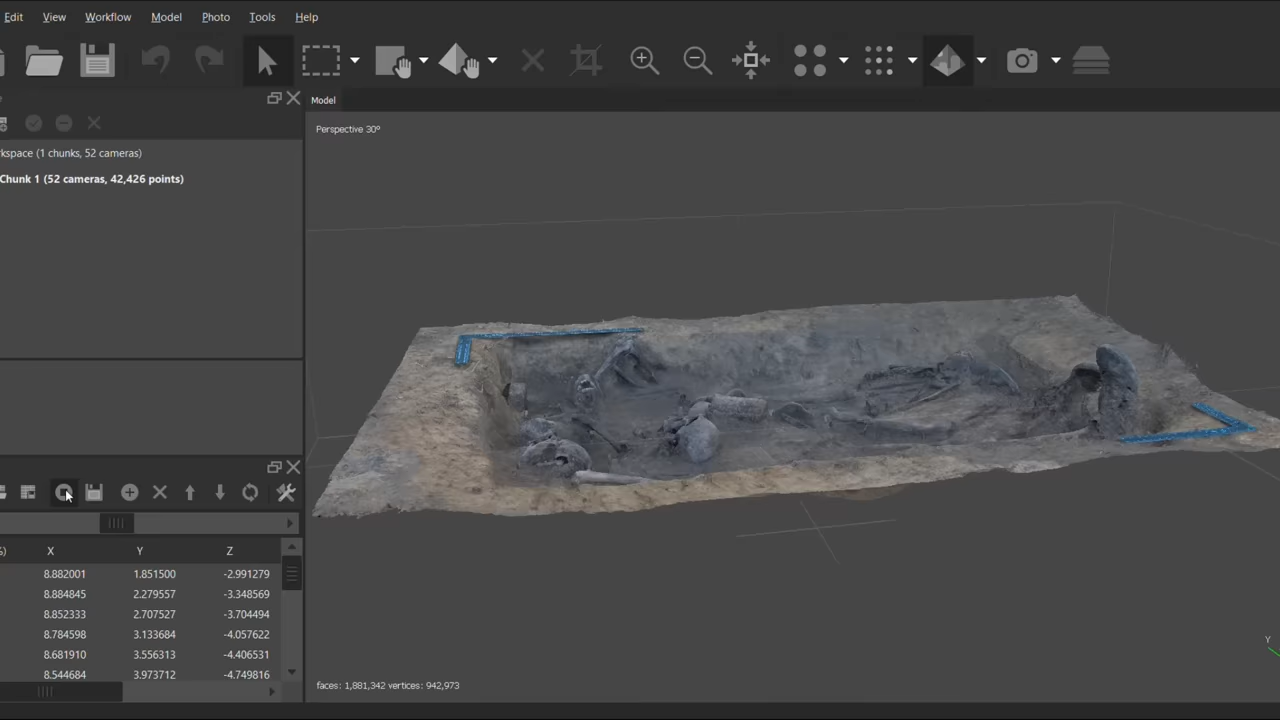 Edit View Workflow Model Photo Tools Help
Model
Perspective 30°
rkspace (1 chunks, 52 cameras)
Chunk 1 (52 cameras, 42,426 points)
%) X Y Z
8.882001 1.851500 -2.991279
8.884845 2.279557 -3.348569
8.852333 2.707527 -3.704494
8.784598 3.133684 -4.057622
8.681910 3.556313 -4.406531
8.544684 3.973712 -4.749816
Y
faces: 1,881,342 vertices: 942,973